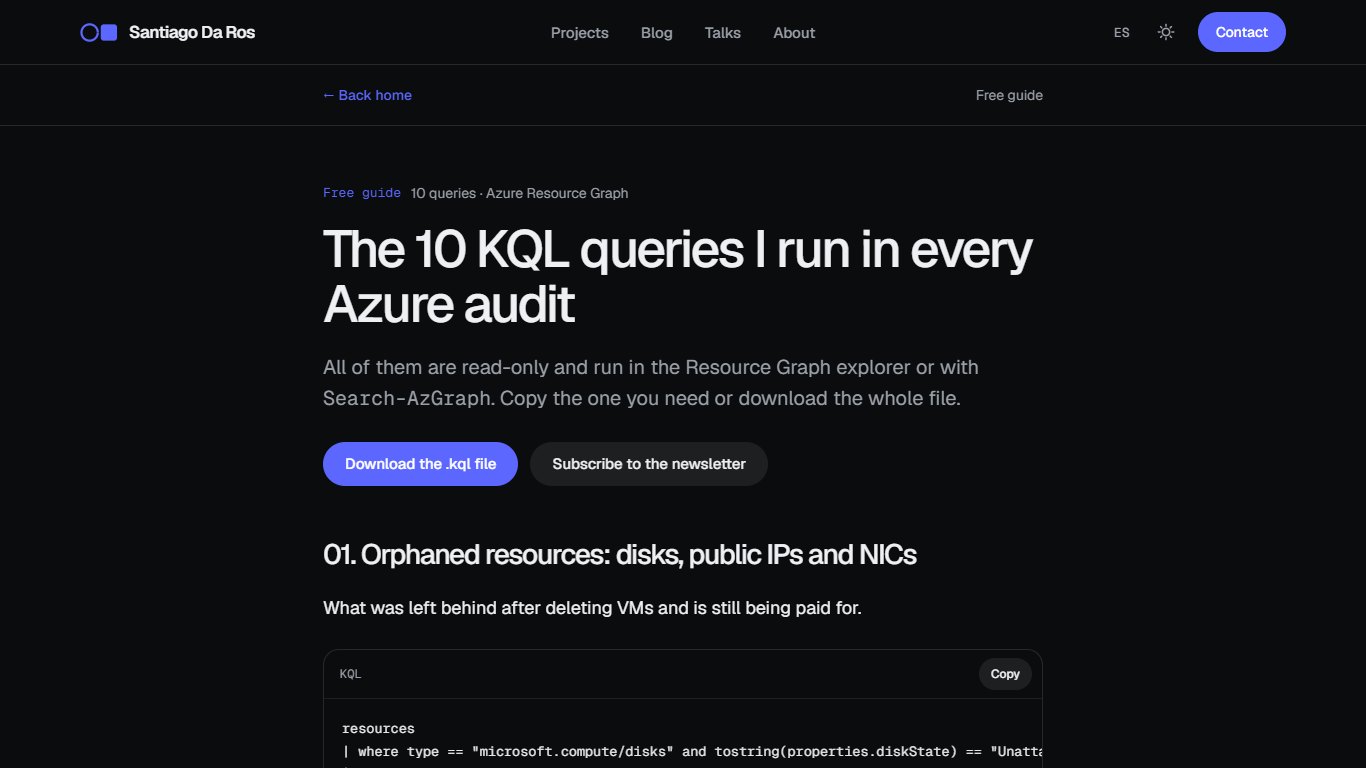 Santiago Da Ros
Projects
Blog
Talks
About
ES
Contact
← Back home
Free guide
Free guide 10 queries · Azure Resource Graph
The 10 KQL queries I run in every
Azure audit
All of them are read-only and run in the Resource Graph explorer or with
Search-AzGraph. Copy the one you need or download the whole file.
Download the .kql file
Subscribe to the newsletter
01. Orphaned resources: disks, public IPs and NICs
What was left behind after deleting VMs and is still being paid for.
KQL
Copy
resources
| where type == "microsoft.compute/disks" and tostring(properties.diskState) == "Unatta